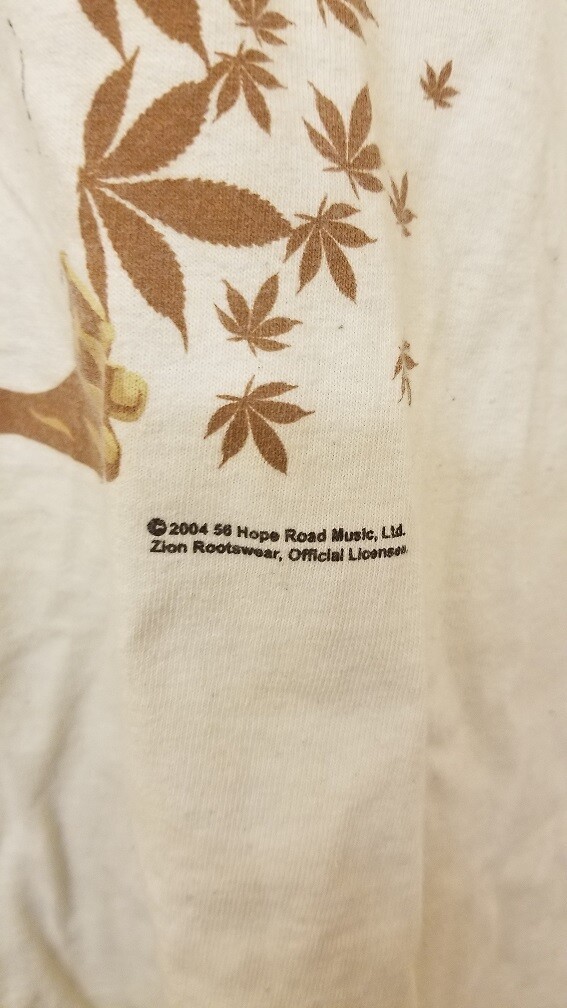 © 2004 56 Hope Road Music, Ltd.
Zion Rootswear, Official Licensee